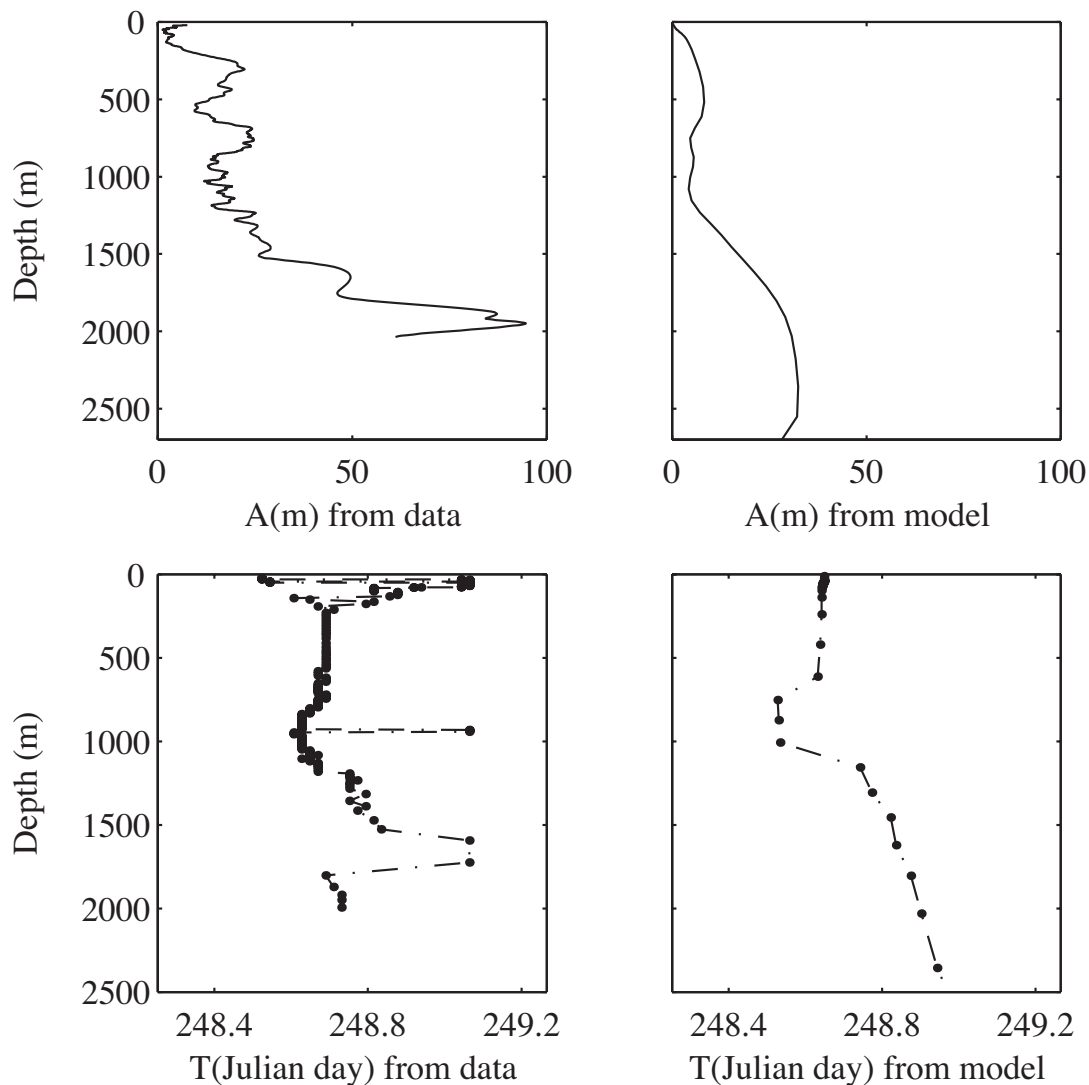 0
500
1000
1500
2000
2500
Depth (m)
0 50 100
A(m) from data
0 50 100
A(m) from model
0
500
1000
1500
2000
2500
Depth (m)
248.4 248.8 249.2
T(Julian day) from data
248.4 248.8 249.2
T(Julian day) from model